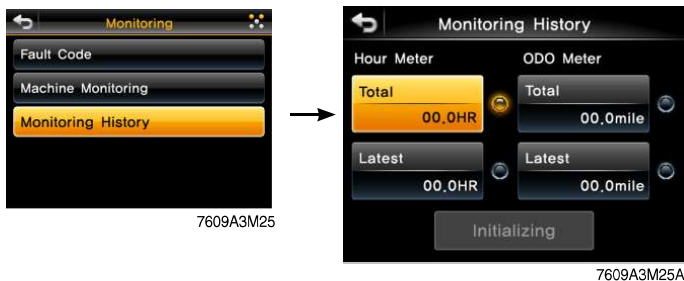 Monitoring
Fault Code
Machine Monitoring
Monitoring History
7609A3M25
Monitoring History
Hour Meter
ODO Meter
Total
00.0HR
Total
00.0mile
Latest
00.0HR
Latest
00.0mile
Initializing
7609A3M25A